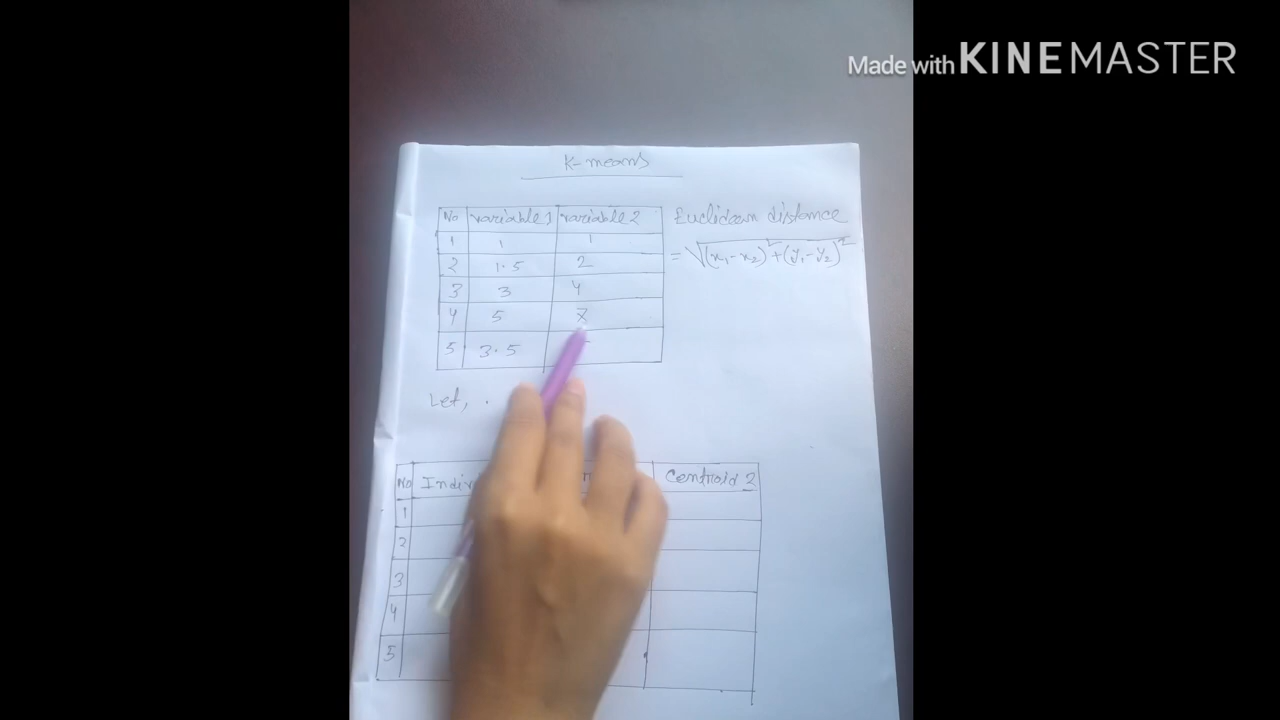 Made with KINEMASTER
K-means
No variable 1 variable 2
1 1 1
2 1.5 2
3 3 4
4 5 7
5 3.5
Euclidean distance
= √(x₁-x₂)²+(y₁-y₂)²
Let,
No Centroid 2
1
2
3
4
5